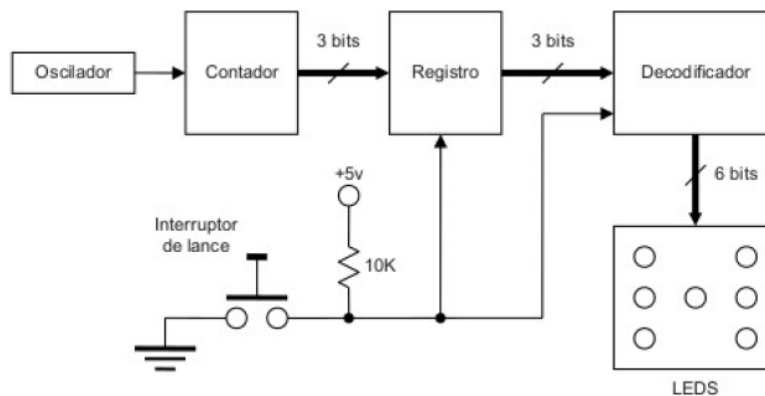 3 bits
3 bits
Oscilador
Contador
Registro
Decodificador
+5v
6 bits
Interruptor
de lance
10K
LEDS